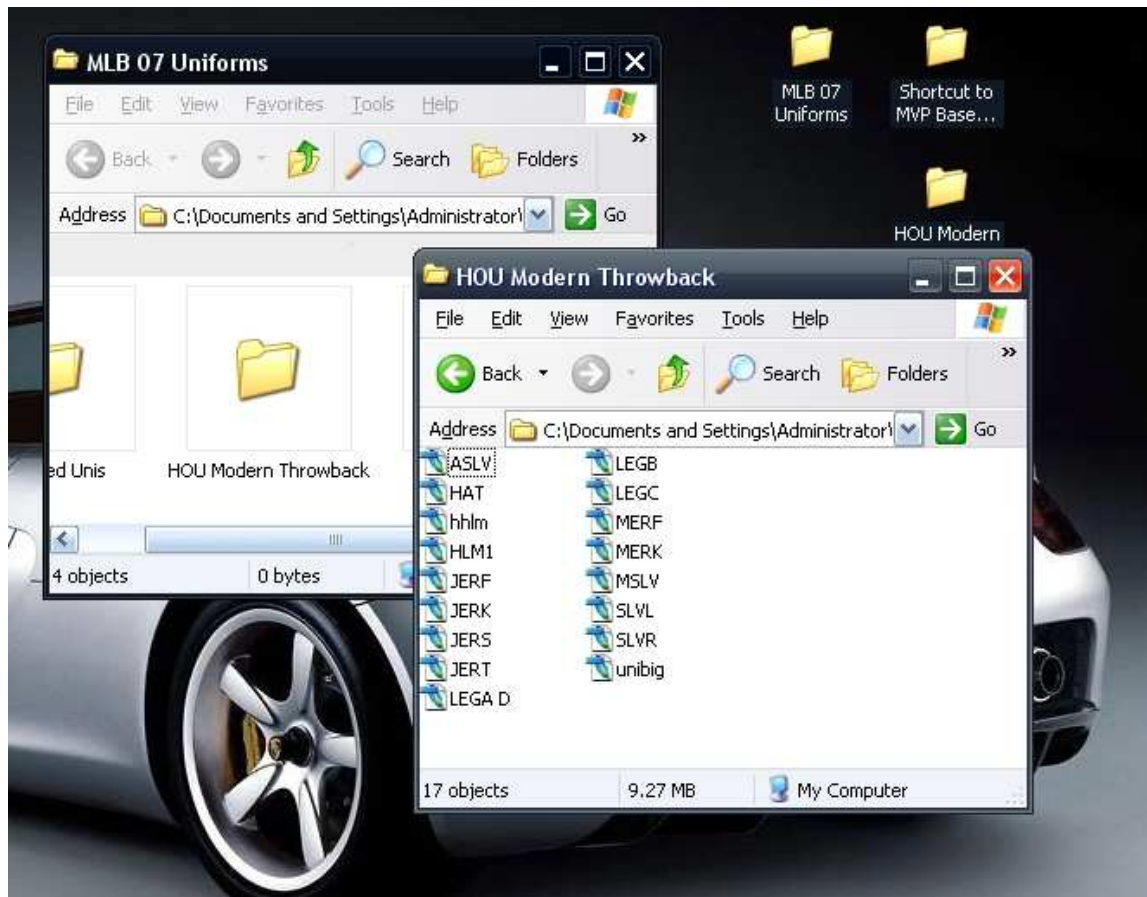 MLB 07 Uniforms
File Edit View Favorites Tools Help
Back Search Folders »
Address C:\Documents and Settings\Administrator\ Go
ed Unis HOU Modern Throwback
4 objects 0 bytes
MLB 07
Uniforms
Shortcut to
MVP Base...
HOU Modern
HOU Modern Throwback
File Edit View Favorites Tools Help
Back Search Folders »
Address C:\Documents and Settings\Administrator\ Go
ASLV LEGB
HAT LEGC
hhlm MERF
HLM1 MERK
JERF MSLV
JERK SLVL
JERS SLVR
JERT unibig
LEGA D
17 objects 9.27 MB My Computer